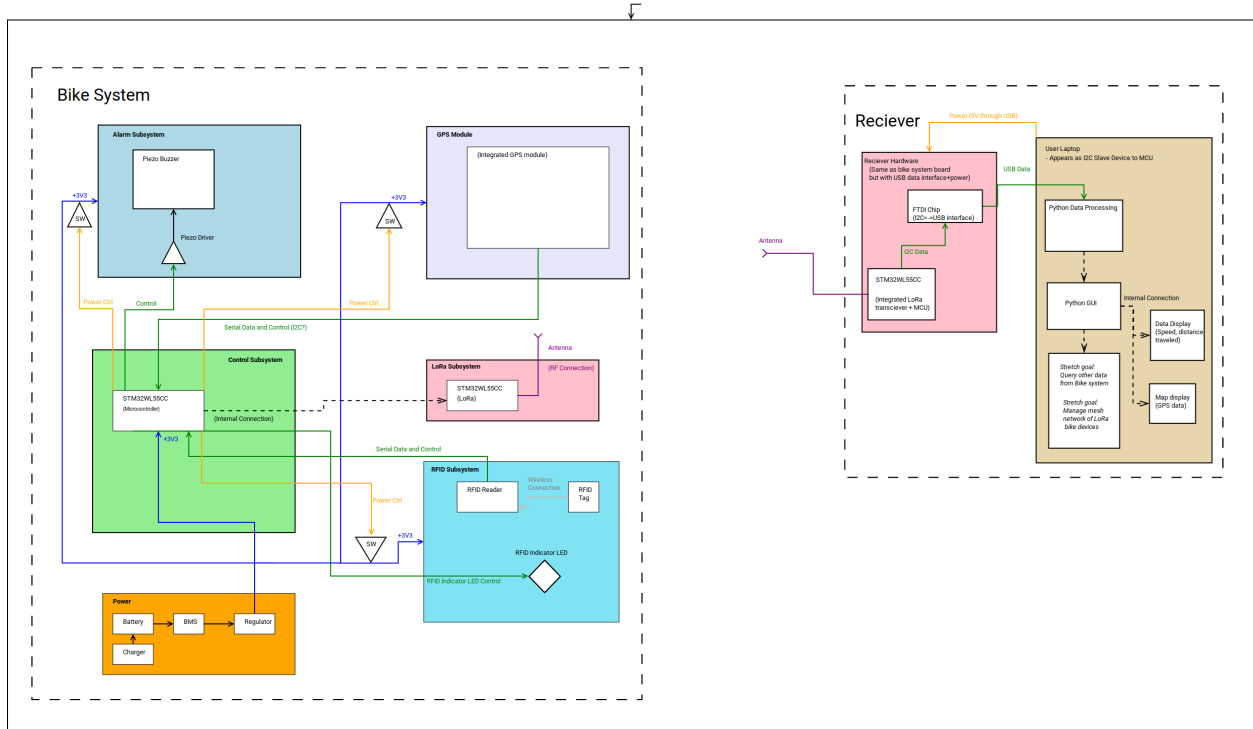 Bike System
Alarm Subsystem
Piezo Buzzer
+3V3
SW
Piezo Driver
Power Ctrl
Control
GPS Module
(Integrated GPS module)
+3V3
SW
Power Ctrl
Serial Data and Control (I2C?)
Control Subsystem
STM32WL55CC
(Microcontroller)
(Internal Connection)
+3V3
Antenna
LoRa Subsystem
(RF Connection)
STM32WL55CC
(LoRa)
Serial Data and Control
RFID Subsystem
RFID Reader
Wireless
Connection
RFID
Tag
Power Ctrl
SW
+3V3
RFID Indicator LED
RFID Indicator LED Control
Power
Battery
BMS
Regulator
Charger
Reciever
Power (5V through USB)
Reciever Hardware
(Same as bike system board
but with USB data interface+power)
FTDI Chip
(I2C<->USB interface)
I2C Data
STM32WL55CC
(Integrated LoRa
transciever + MCU)
Antenna
USB Data
User Laptop
- Appears as I2C Slave Device to MCU
Python Data Processing
Python GUI
Internal Connection
Data Display
(Speed, distance
traveled)
Map display
(GPS data)
Stretch goal:
Query other data
from Bike system
Stretch goal:
Manage mesh
network of LoRa
bike devices